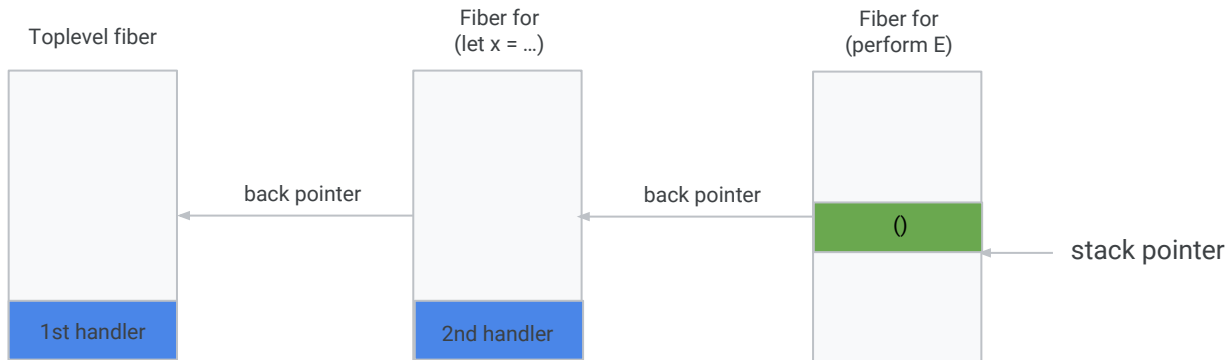 Toplevel fiber
Fiber for
(let x = …)
Fiber for
(perform E)
back pointer
back pointer
()
stack pointer
1st handler
2nd handler